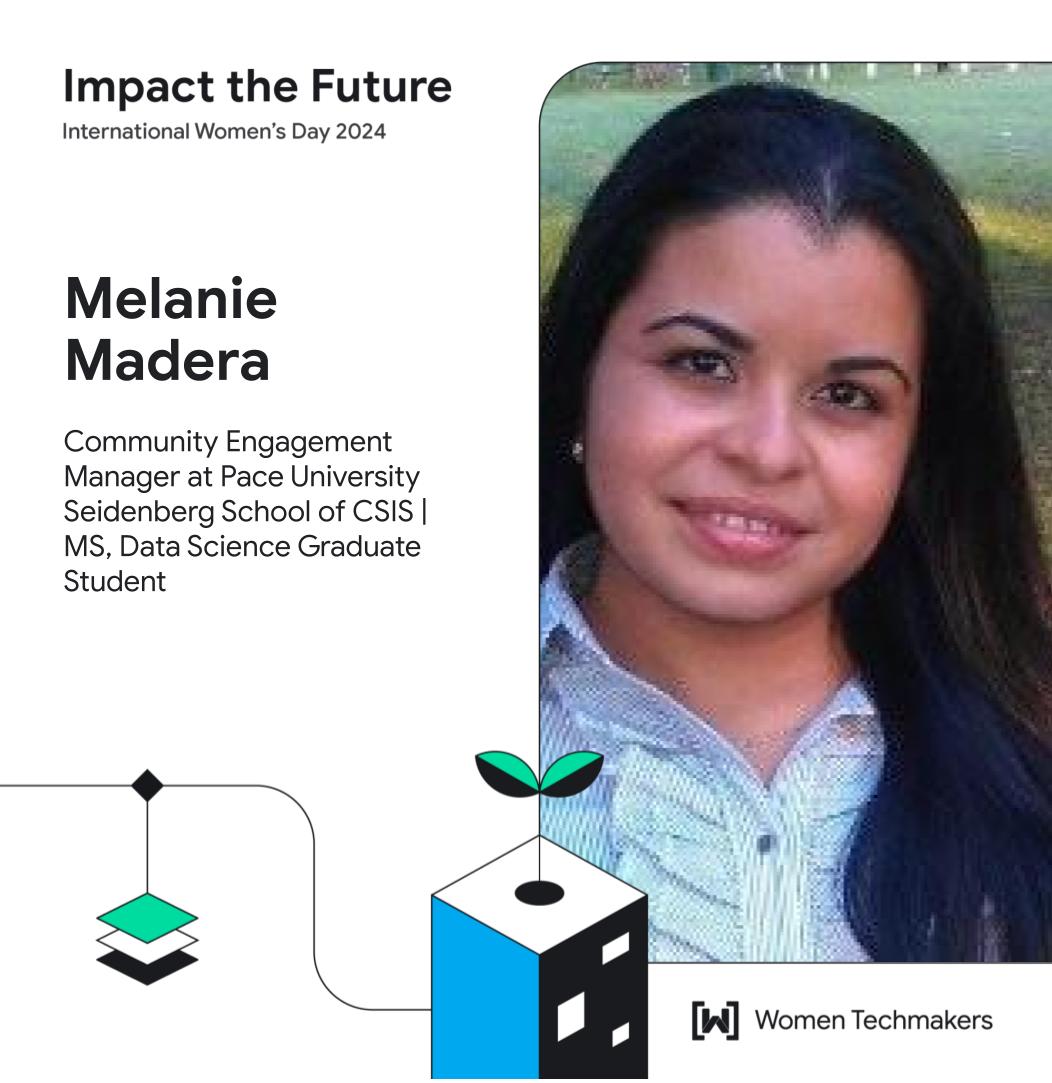 Impact the Future
International Women's Day 2024
Melanie
Madera
Community Engagement
Manager at Pace University
Seidenberg School of CSIS |
MS, Data Science Graduate
Student
[W] Women Techmakers